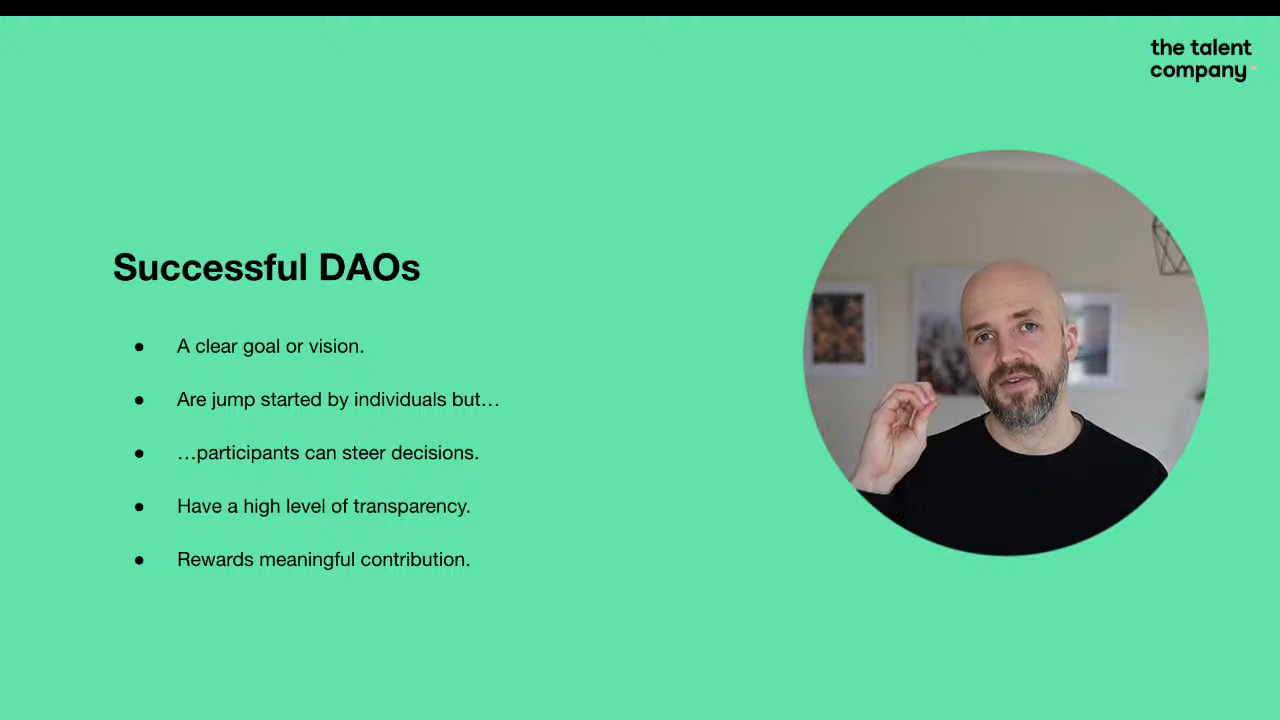 the talent
company
Successful DAOs
● A clear goal or vision.
● Are jump started by individuals but…
● …participants can steer decisions.
● Have a high level of transparency.
● Rewards meaningful contribution.